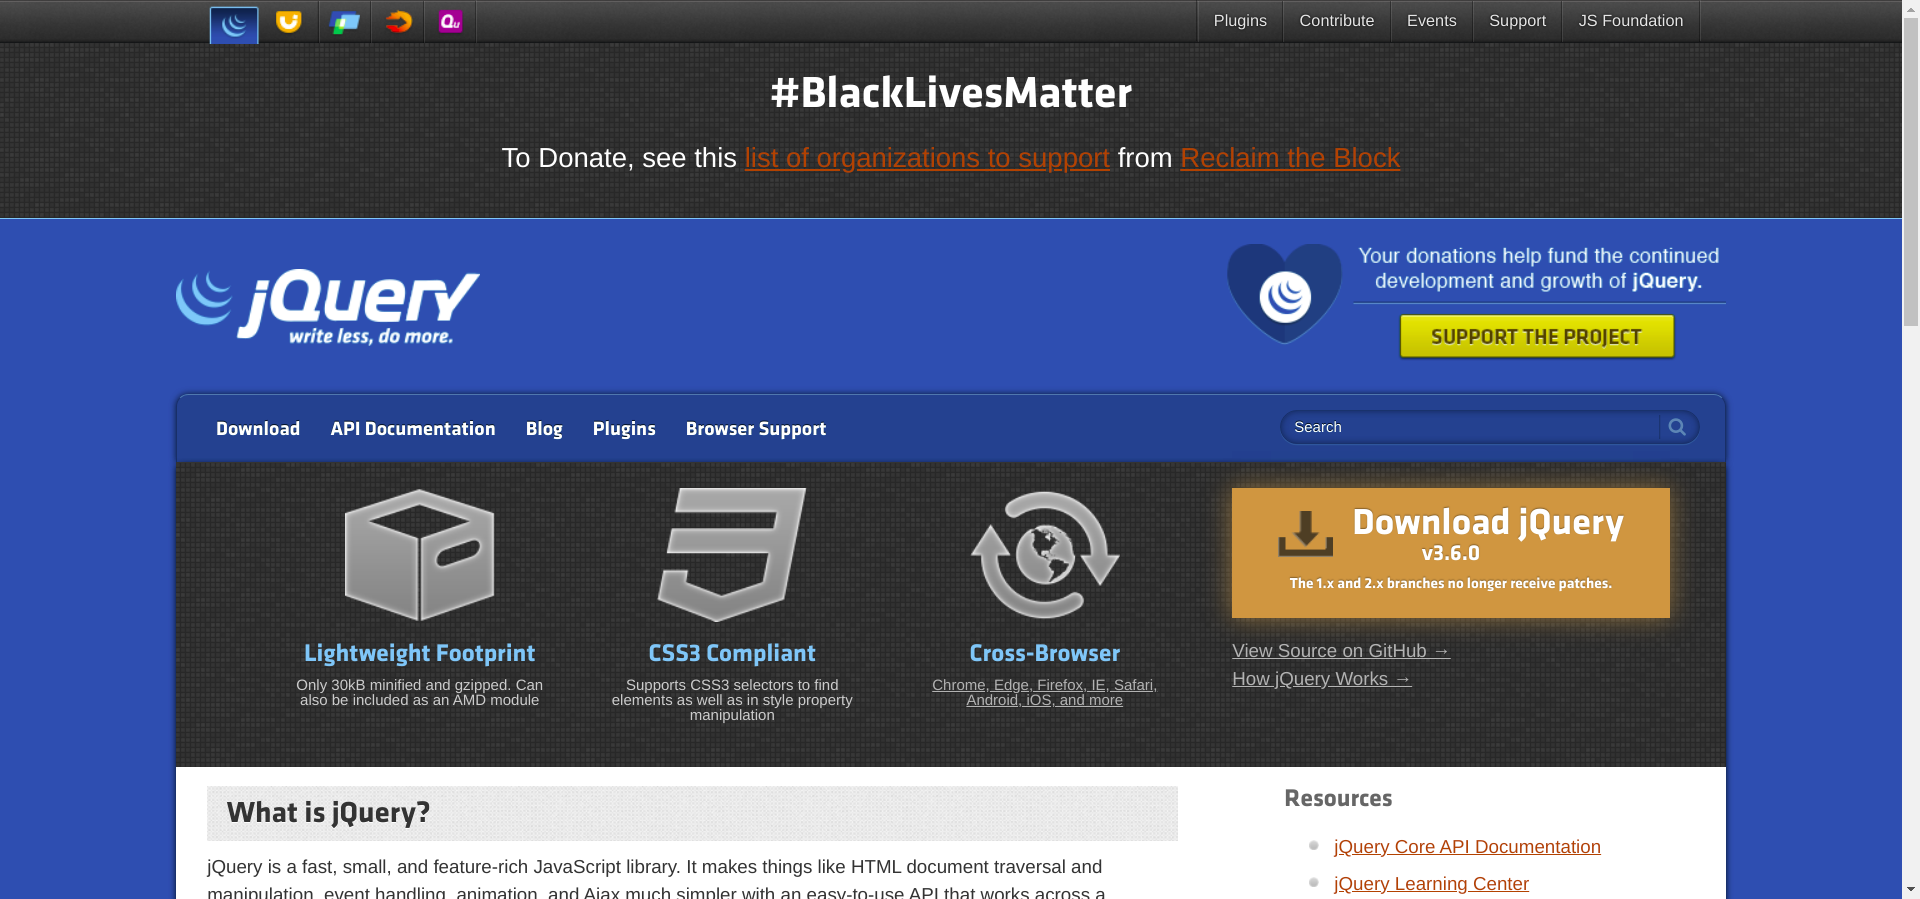 Plugins Contribute Events Support JS Foundation
#BlackLivesMatter
To Donate, see this list of organizations to support from Reclaim the Block
jQuery
write less, do more.
Your donations help fund the continued
development and growth of jQuery.
SUPPORT THE PROJECT
Download API Documentation Blog Plugins Browser Support
Search
Lightweight Footprint
Only 30kB minified and gzipped. Can
also be included as an AMD module
CSS3 Compliant
Supports CSS3 selectors to find
elements as well as in style property
manipulation
Cross-Browser
Chrome, Edge, Firefox, IE, Safari,
Android, iOS, and more
Download jQuery
v3.6.0
The 1.x and 2.x branches no longer receive patches.
View Source on GitHub →
How jQuery Works →
What is jQuery?
jQuery is a fast, small, and feature-rich JavaScript library. It makes things like HTML document traversal and
manipulation, event handling, animation, and Ajax much simpler with an easy-to-use API that works across a
Resources
jQuery Core API Documentation
jQuery Learning Center